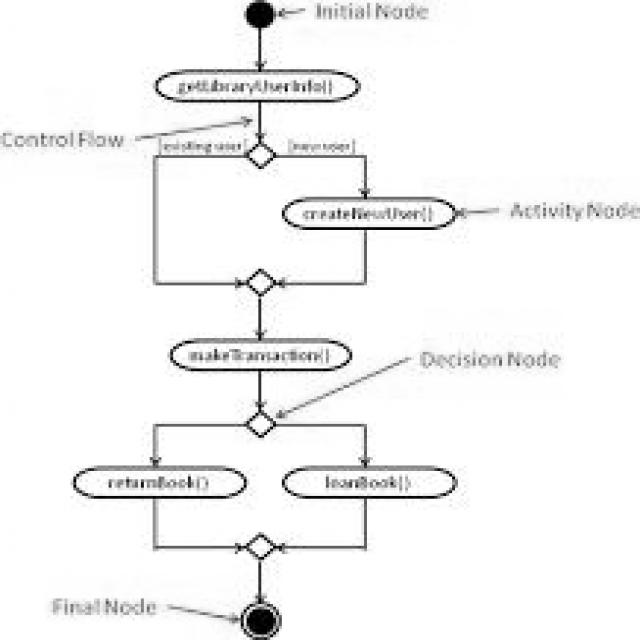 Initial Node
getLibraryUserInfo()
Control Flow
[existing user]
[new user]
createNewUser()
Activity Node
makeTransaction()
Decision Node
returnBook()
loanBook()
Final Node